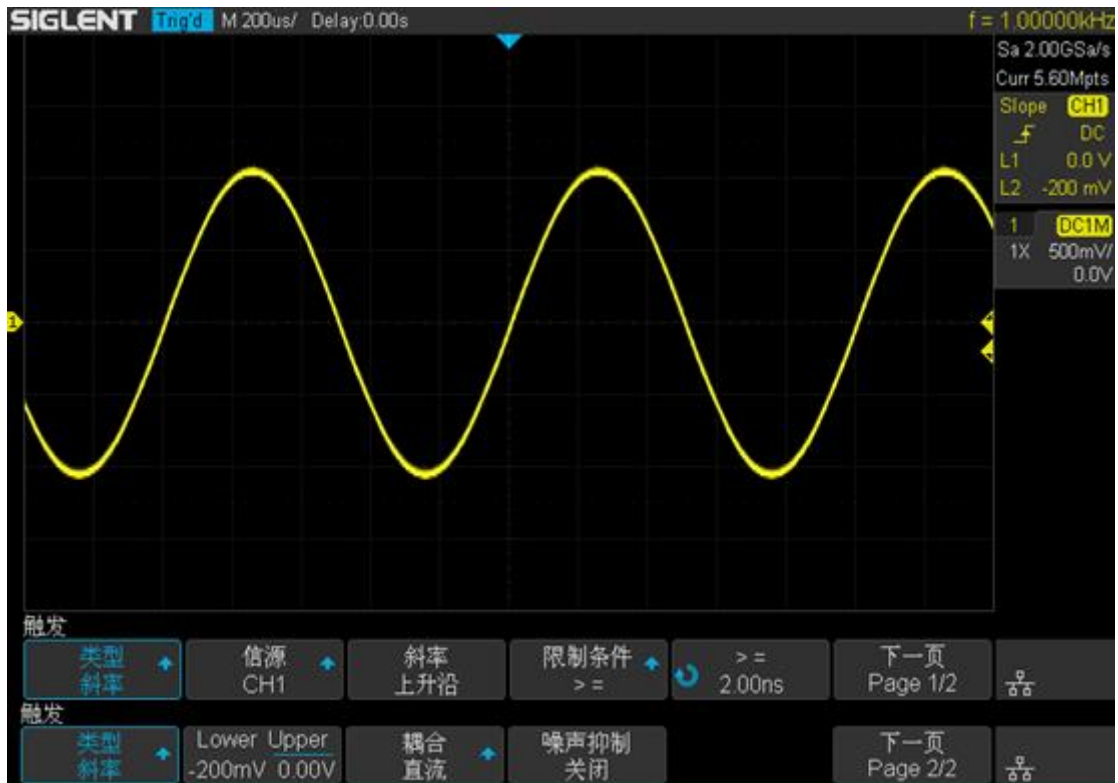 SIGLENT Trig'd M 200us/ Delay:0.00s f = 1.00000kHz
Sa 2.00GSa/s
Curr 5.60Mpts
Slope CH1
DC
L1 0.0 V
L2 -200 mV
1 DC1M
1X 500mV/
0.0V
1
触发
类型 信源 斜率 限制条件 > = 下一页
斜率 CH1 上升沿 > = 2.00ns Page 1/2
触发
类型 Lower Upper 耦合 噪声抑制 下一页
斜率 -200mV 0.00V 直流 关闭 Page 2/2